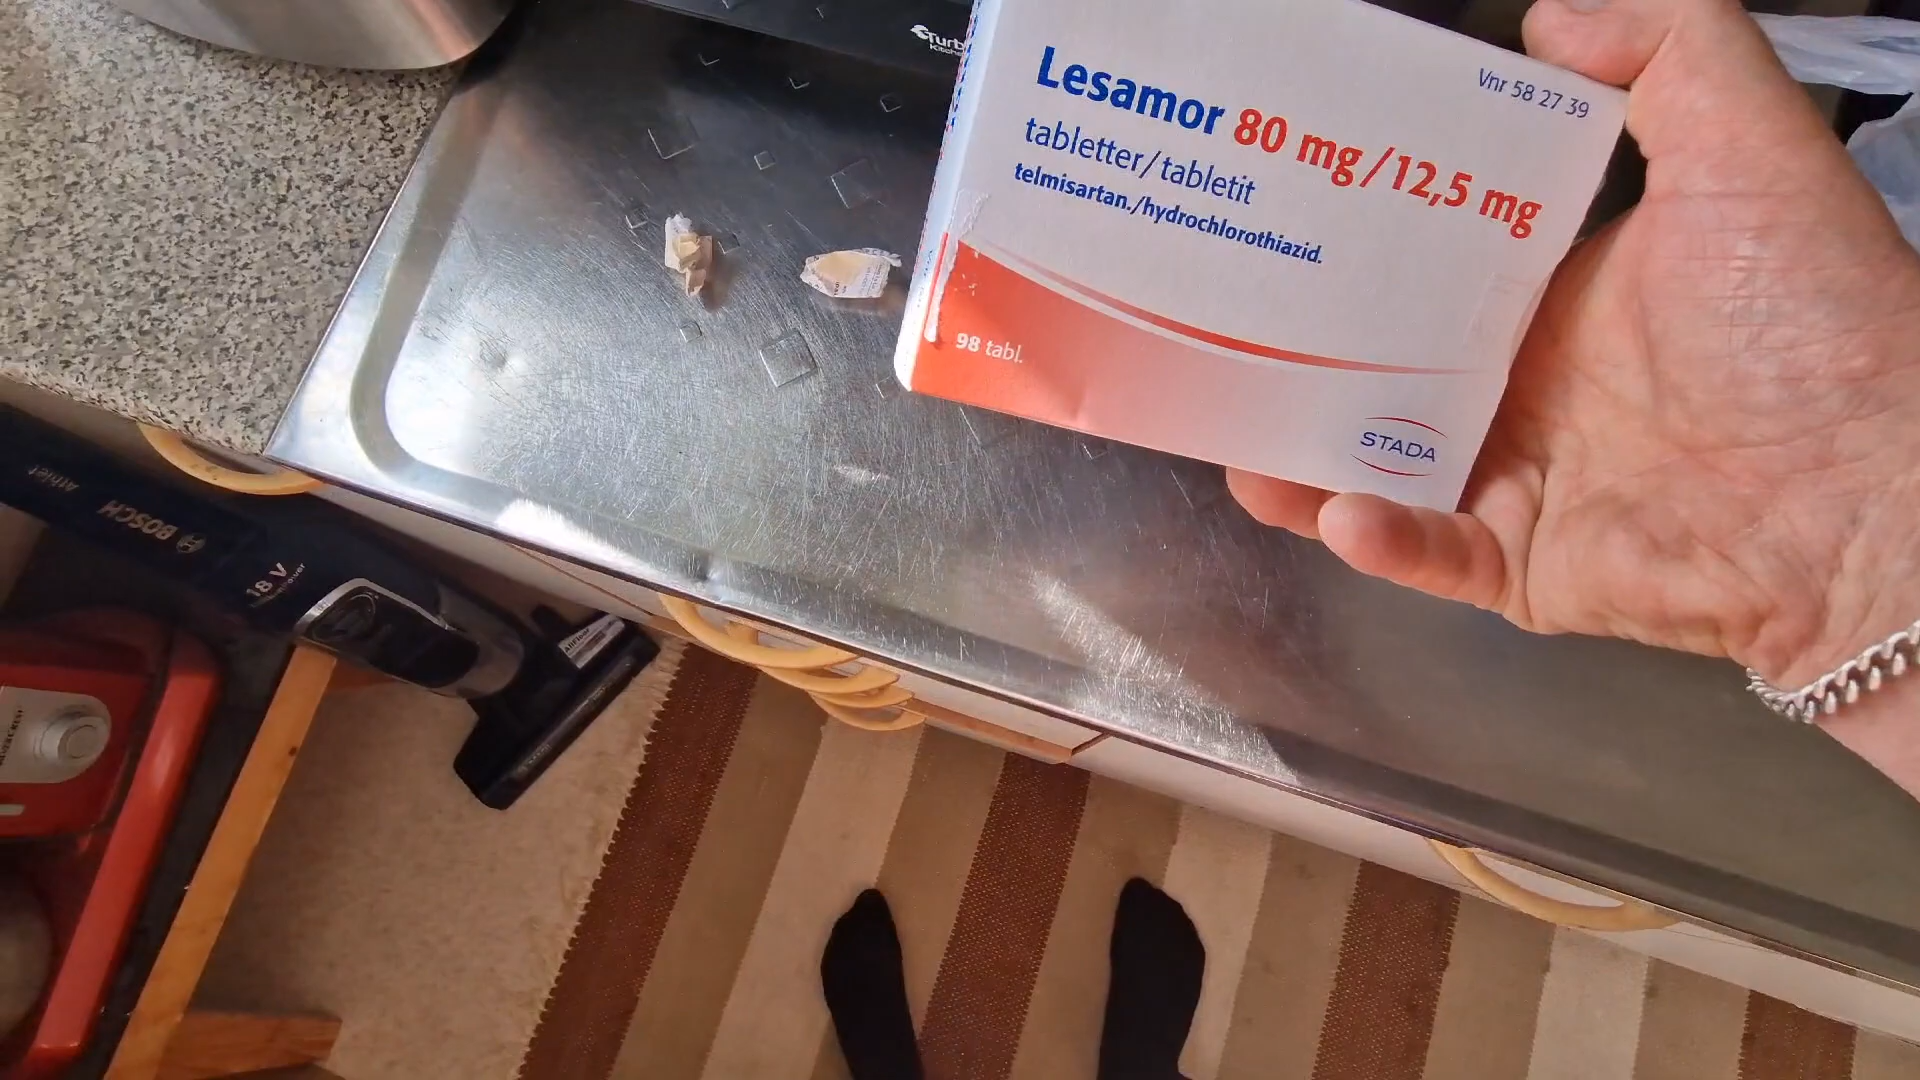 Vnr 58 27 39
Lesamor 80 mg/12,5 mg
tabletter/tabletit
telmisartan./hydrochlorothiazid.
98 tabl.
STADA
BOSCH
Athlet
18 V